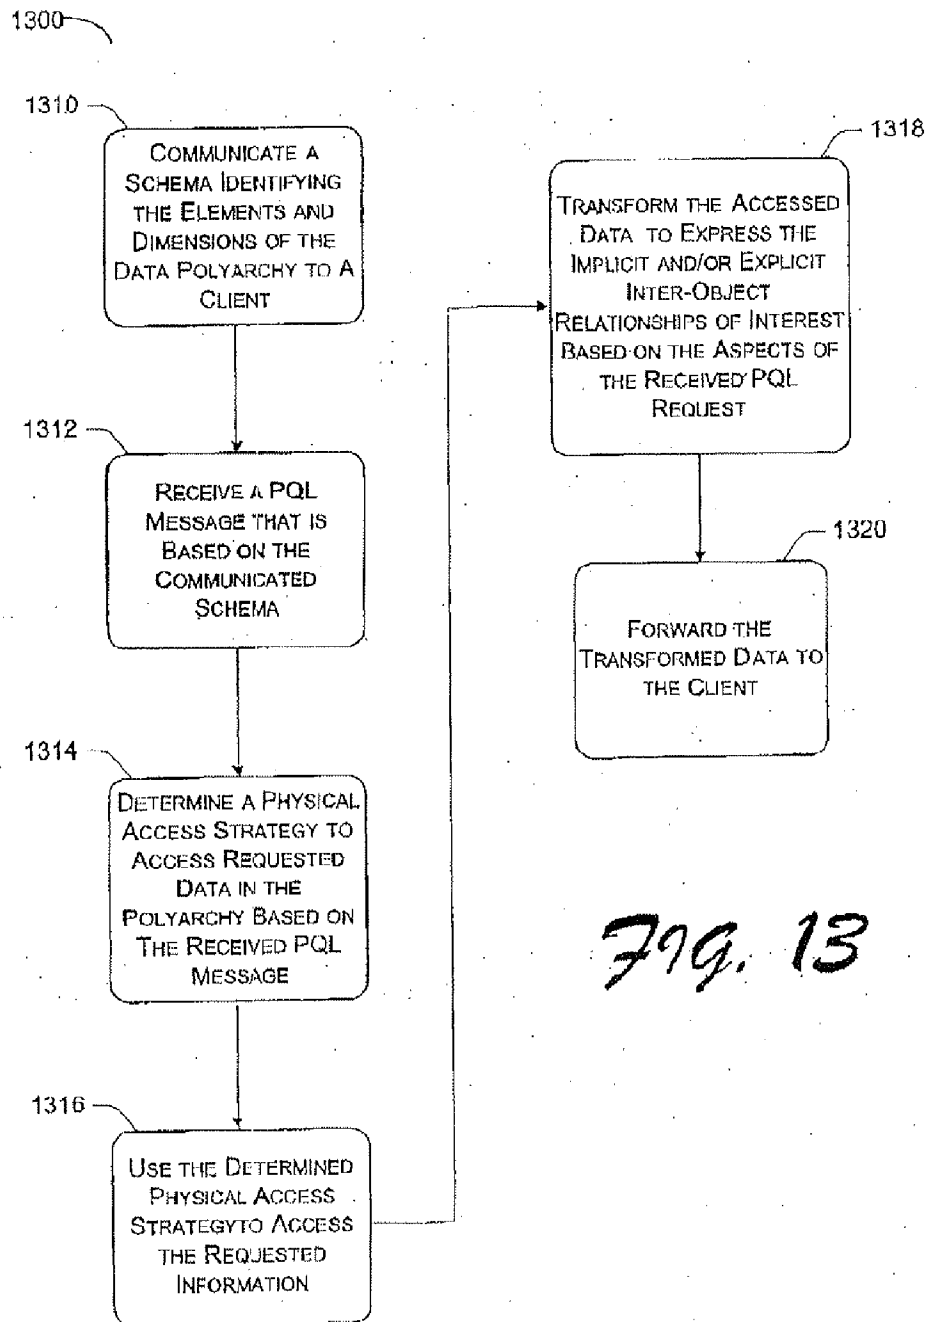 1300
1310
COMMUNICATE A
SCHEMA IDENTIFYING
THE ELEMENTS AND
DIMENSIONS OF THE
DATA POLYARCHY TO A
CLIENT
1312
RECEIVE A PQL
MESSAGE THAT IS
BASED ON THE
COMMUNICATED
SCHEMA
1314
DETERMINE A PHYSICAL
ACCESS STRATEGY TO
ACCESS REQUESTED
DATA IN THE
POLYARCHY BASED ON
THE RECEIVED PQL
MESSAGE
1316
USE THE DETERMINED
PHYSICAL ACCESS
STRATEGYTO ACCESS
THE REQUESTED
INFORMATION
1318
TRANSFORM THE ACCESSED
DATA TO EXPRESS THE
IMPLICIT AND/OR EXPLICIT
INTER-OBJECT
RELATIONSHIPS OF INTEREST
BASED ON THE ASPECTS OF
THE RECEIVED PQL
REQUEST
1320
FORWARD THE
TRANSFORMED DATA TO
THE CLIENT
FIG. 13